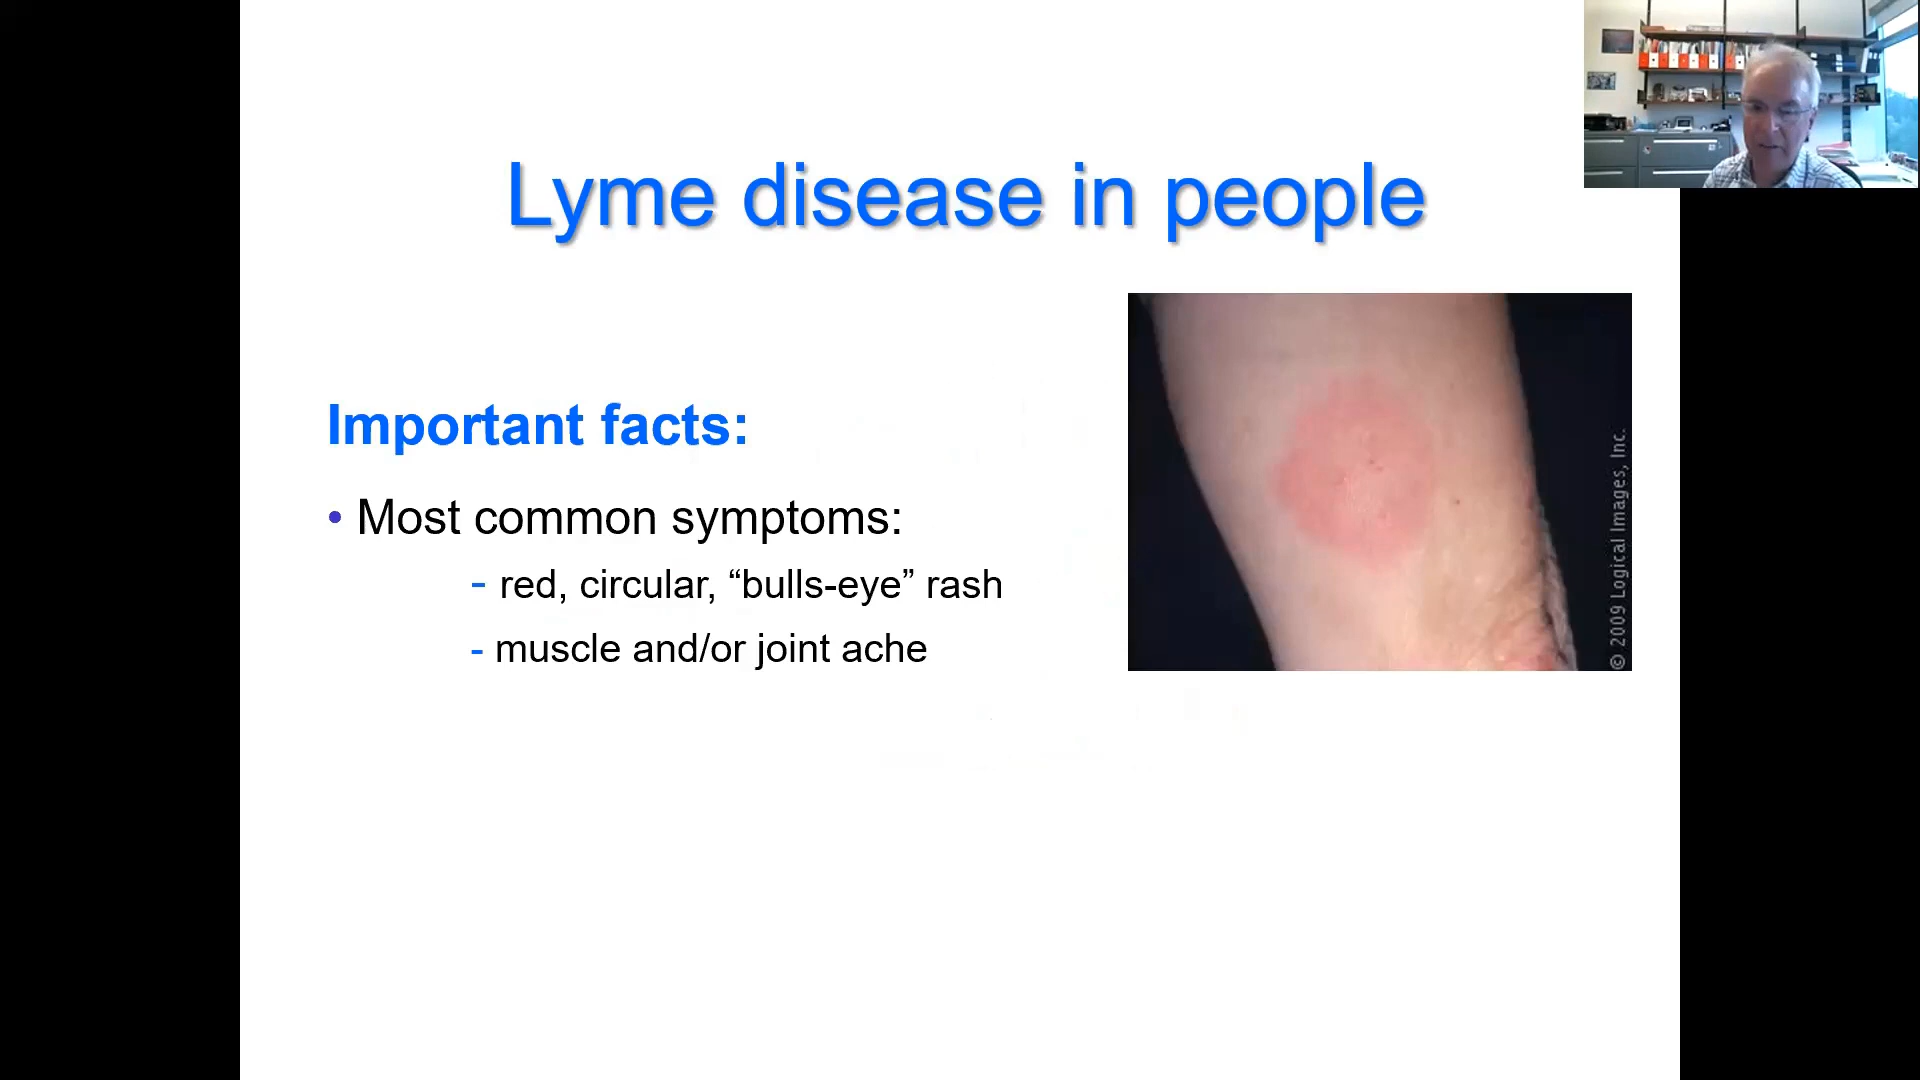 Lyme disease in people
Important facts:
• Most common symptoms:
- red, circular, “bulls-eye” rash
- muscle and/or joint ache
© 2009 Logical Images, Inc.